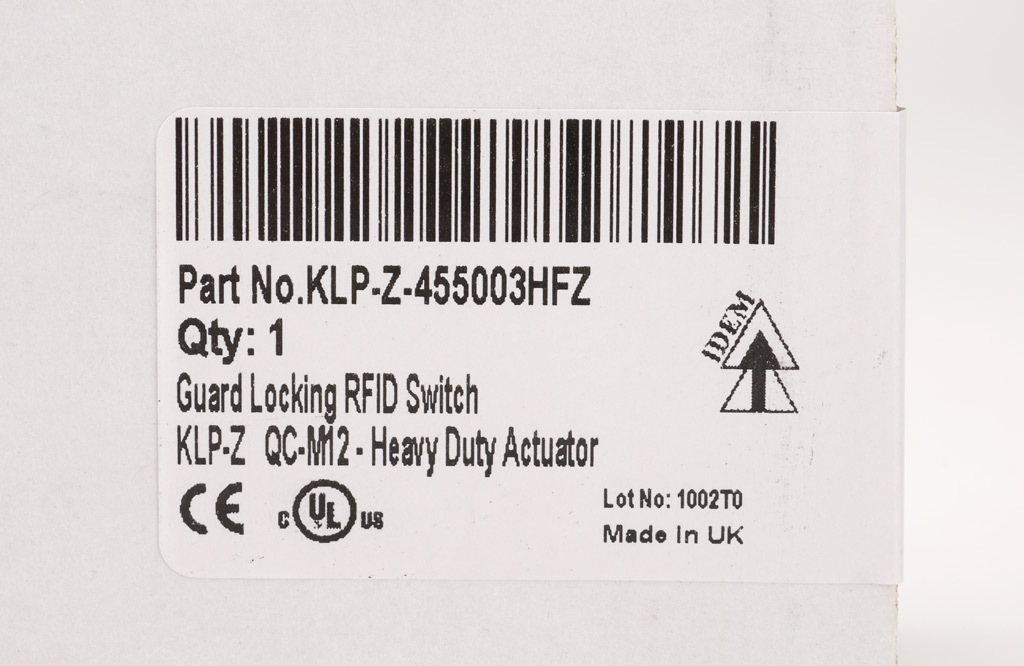 Part No.KLP-Z-455003HFZ
Qty: 1
IDEM
Guard Locking RFID Switch
KLP-Z QC-M12 - Heavy Duty Actuator
CE
C UL US
Lot No: 1002T0
Made In UK